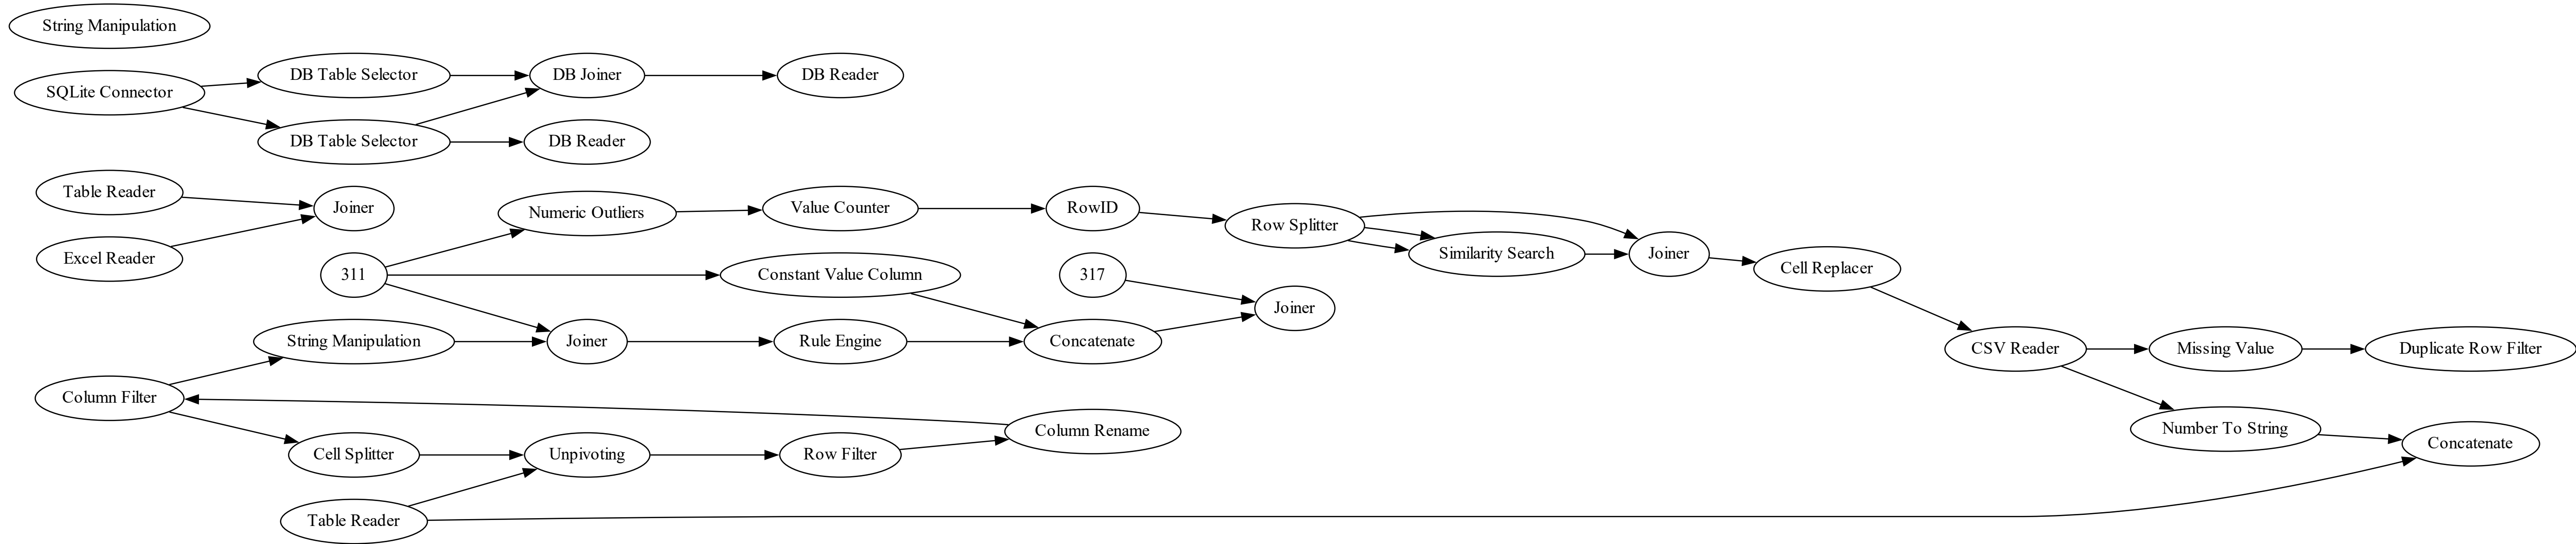 String Manipulation
SQLite Connector
DB Table Selector
DB Joiner
DB Reader
DB Table Selector
DB Reader
Table Reader
Excel Reader
Joiner
311
Numeric Outliers
Value Counter
RowID
Row Splitter
Similarity Search
Joiner
Cell Replacer
Constant Value Column
317
Joiner
Column Filter
String Manipulation
Joiner
Rule Engine
Concatenate
CSV Reader
Missing Value
Duplicate Row Filter
Cell Splitter
Unpivoting
Row Filter
Column Rename
Number To String
Concatenate
Table Reader